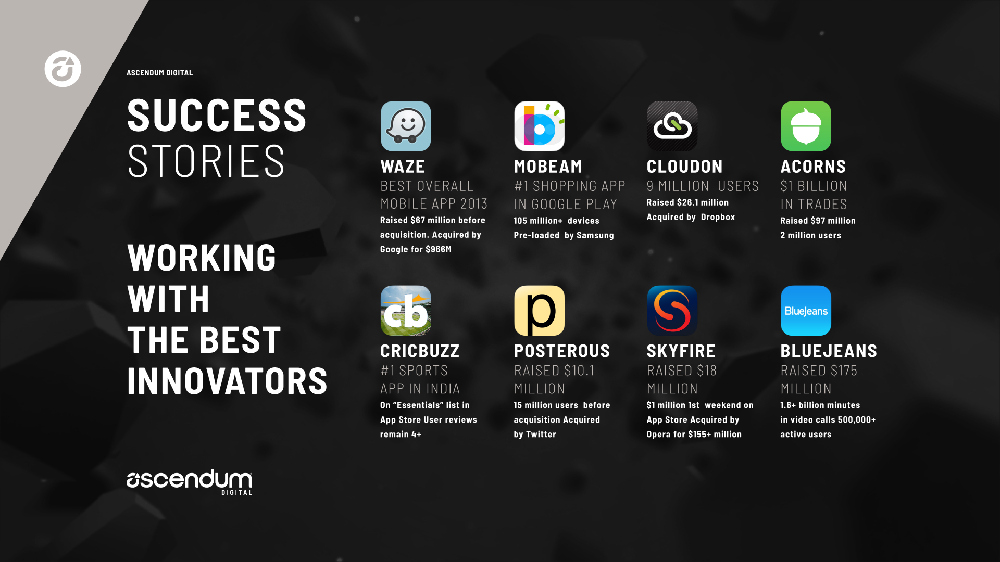 ASCENDUM DIGITAL
SUCCESS
STORIES
WORKING
WITH
THE BEST
INNOVATORS
WAZE
BEST OVERALL
MOBILE APP 2013
Raised $67 million before
acquisition. Acquired by
Google for $966M
MOBEAM
#1 SHOPPING APP
IN GOOGLE PLAY
105 million+ devices
Pre-loaded by Samsung
CLOUDON
9 MILLION USERS
Raised $26.1 million
Acquired by Dropbox
ACORNS
$1 BILLION
IN TRADES
Raised $97 million
2 million users
cb
CRICBUZZ
#1 SPORTS
APP IN INDIA
On “Essentials” list in
App Store User reviews
remain 4+
p
POSTEROUS
RAISED $10.1
MILLION
15 million users before
acquisition Acquired
by Twitter
SKYFIRE
RAISED $18
MILLION
$1 million 1st weekend on
App Store Acquired by
Opera for $155+ million
BlueJeans
BLUEJEANS
RAISED $175
MILLION
1.6+ billion minutes
in video calls 500,000+
active users
ascendum
DIGITAL